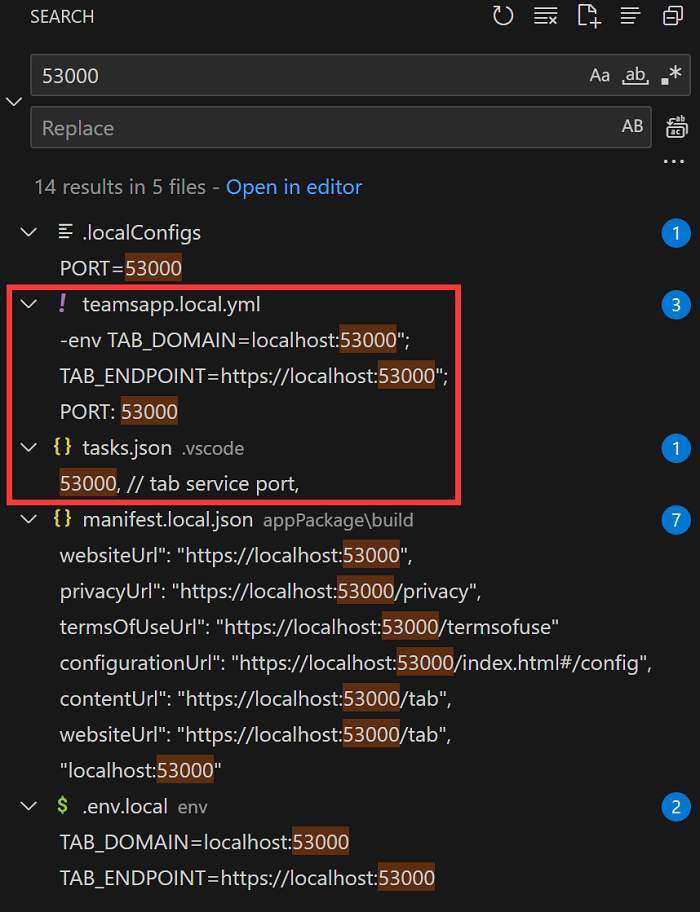 SEARCH
53000 Aa ab .*
Replace AB
...
14 results in 5 files - Open in editor
.localConfigs 1
PORT=53000
! teamsapp.local.yml 3
-env TAB_DOMAIN=localhost:53000";
TAB_ENDPOINT=https://localhost:53000";
PORT: 53000
{} tasks.json .vscode 1
53000, // tab service port,
{} manifest.local.json appPackage\build 7
websiteUrl": "https://localhost:53000",
privacyUrl": "https://localhost:53000/privacy",
termsOfUseUrl": "https://localhost:53000/termsofuse"
configurationUrl": "https://localhost:53000/index.html#/config",
contentUrl": "https://localhost:53000/tab",
websiteUrl": "https://localhost:53000/tab",
"localhost:53000"
$ .env.local env 2
TAB_DOMAIN=localhost:53000
TAB_ENDPOINT=https://localhost:53000